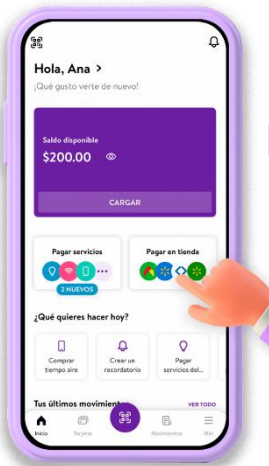 Hola, Ana >
¡Qué gusto verte de nuevo!
Saldo disponible
$200.00
CARGAR
Pagar servicios
Pagar en tienda
2 NUEVOS
¿Qué quieres hacer hoy?
Comprar tiempo aire
Crear un recordatorio
Pagar servicios del...
Tus últimos movimientos
VER TODO
Inicio
Tarjetas
Movimientos
Más